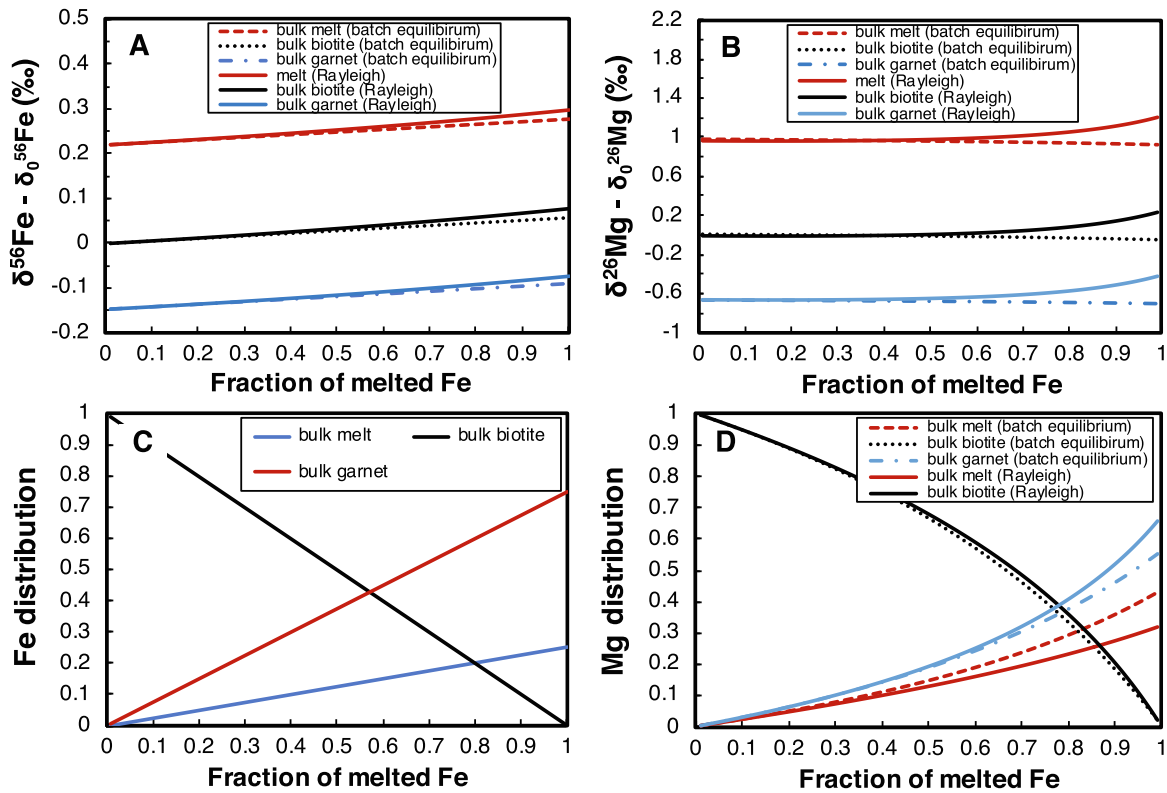 A
bulk melt (batch equilibirum)
bulk biotite (batch equilibirum)
bulk garnet (batch equilibirum)
melt (Rayleigh)
bulk biotite (Rayleigh)
bulk garnet (Rayleigh)
δ⁵⁶Fe - δ₀⁵⁶Fe (‰)
0.5
0.4
0.3
0.2
0.1
0
-0.1
-0.2
0 0.1 0.2 0.3 0.4 0.5 0.6 0.7 0.8 0.9 1
Fraction of melted Fe
B
bulk melt (batch equilibrium)
bulk biotite (batch equilibrium)
bulk garnet (batch equilibrium)
melt (Rayleigh)
bulk biotite (Rayleigh)
bulk garnet (Rayleigh)
δ²⁶Mg - δ₀²⁶Mg (‰)
2.2
1.8
1.4
1
0.6
0.2
-0.2
-0.6
-1
0 0.1 0.2 0.3 0.4 0.5 0.6 0.7 0.8 0.9 1
Fraction of melted Fe
C
bulk melt
bulk biotite
bulk garnet
Fe distribution
1
0.9
0.8
0.7
0.6
0.5
0.4
0.3
0.2
0.1
0
0 0.1 0.2 0.3 0.4 0.5 0.6 0.7 0.8 0.9 1
Fraction of melted Fe
D
bulk melt (batch equilibrium)
bulk biotite (batch equilibrium)
bulk garnet (batch equilibrium)
bulk melt (Rayleigh)
bulk biotite (Rayleigh)
Mg distribution
1
0.9
0.8
0.7
0.6
0.5
0.4
0.3
0.2
0.1
0
0 0.1 0.2 0.3 0.4 0.5 0.6 0.7 0.8 0.9 1
Fraction of melted Fe